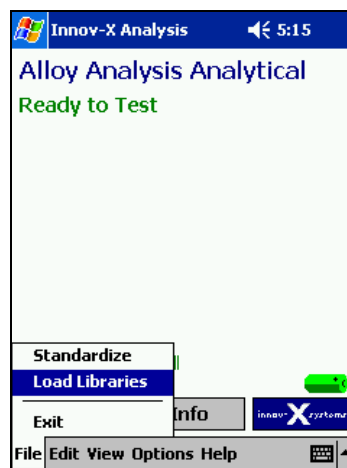 Innov-X Analysis 5:15
Alloy Analysis Analytical
Ready to Test
Standardize
Load Libraries
Exit
Info
innov-X systems
File Edit View Options Help